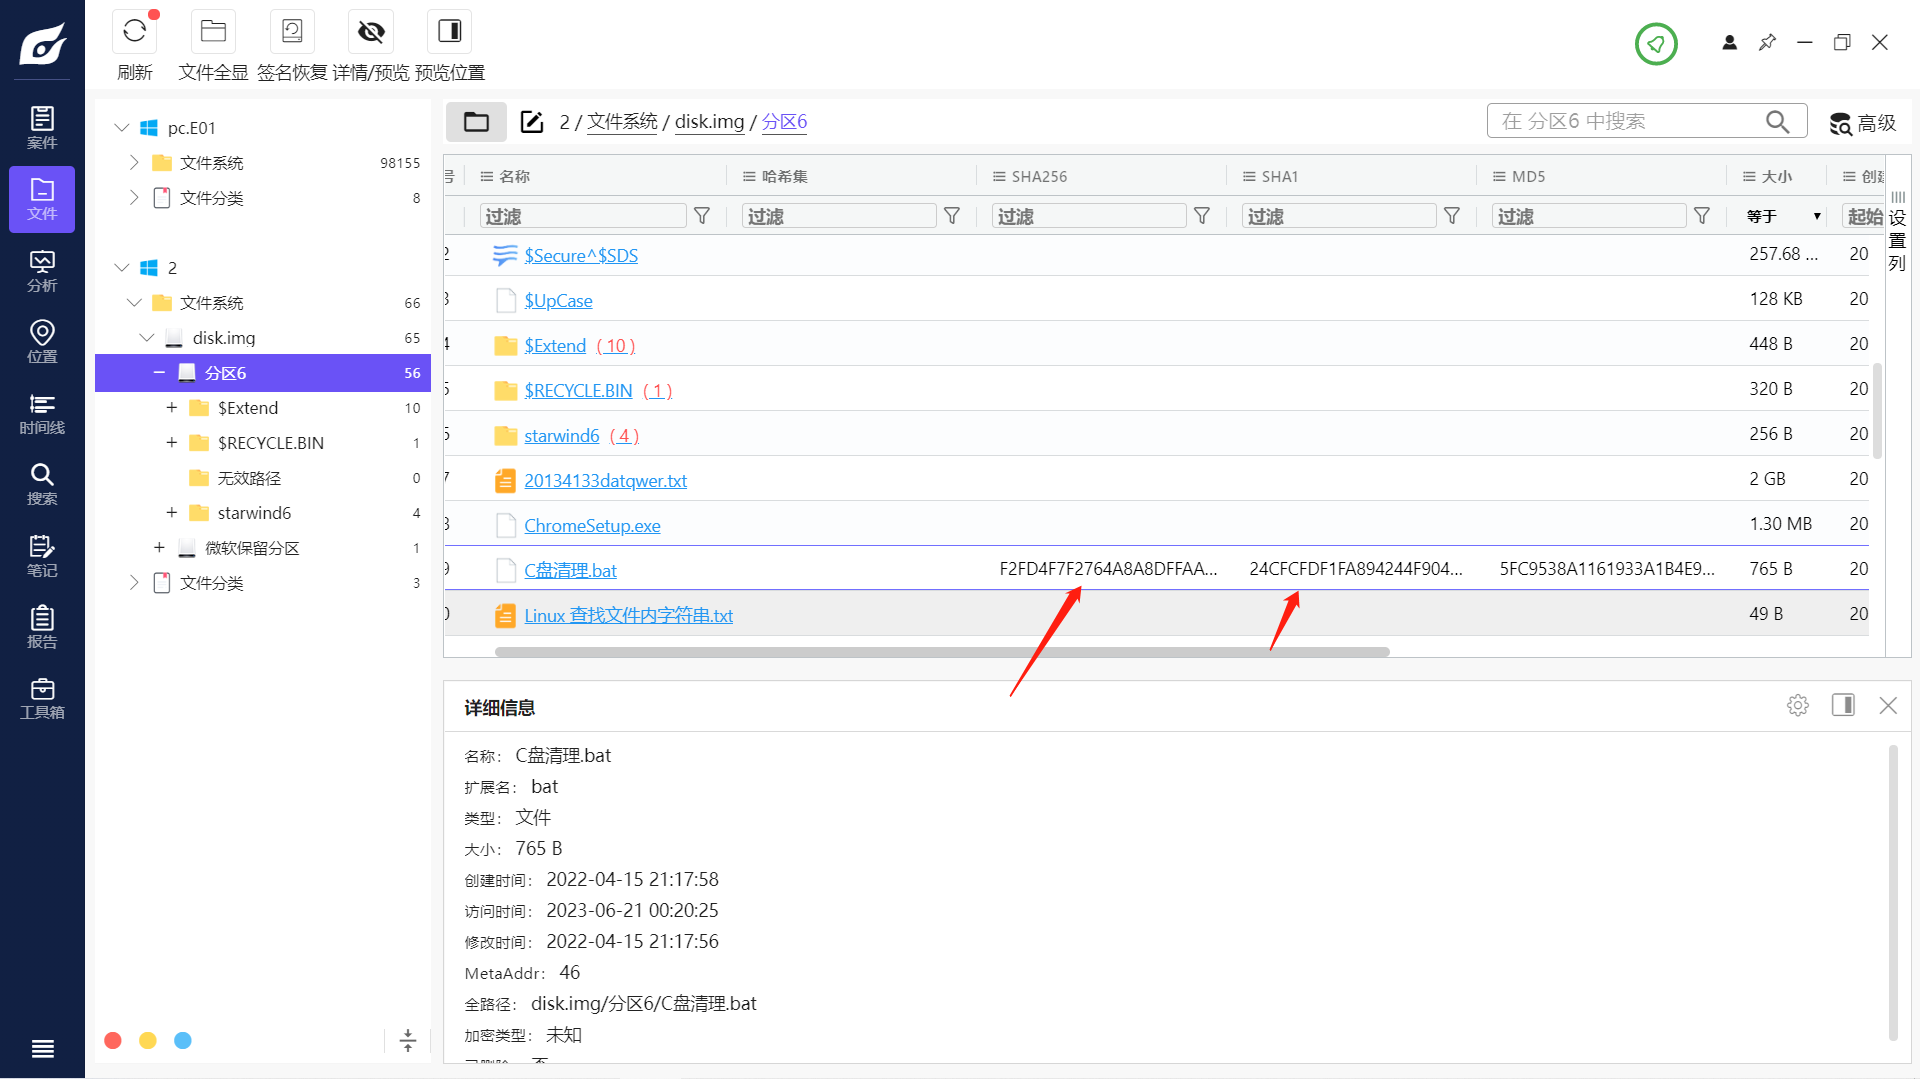 刷新
文件全显
签名恢复
详情/预览
预览位置
案件
文件
分析
位置
时间线
搜索
笔记
报告
工具箱
pc.E01
文件系统 98155
文件分类 8
2
文件系统 66
disk.img 65
分区6 56
$Extend 10
$RECYCLE.BIN 1
无效路径 0
starwind6 4
微软保留分区 1
文件分类 3
2 / 文件系统 / disk.img / 分区6
在 分区6 中搜索
高级
号 名称 哈希集 SHA256 SHA1 MD5 大小 创建
过滤 过滤 过滤 过滤 过滤 等于 ▼ 起始
设置列
2 $Secure^$SDS 257.68 ... 20
3 $UpCase 128 KB 20
4 $Extend ( 10 ) 448 B 20
5 $RECYCLE.BIN ( 1 ) 320 B 20
6 starwind6 ( 4 ) 256 B 20
7 20134133datqwer.txt 2 GB 20
8 ChromeSetup.exe 1.30 MB 20
9 C盘清理.bat F2FD4F7F2764A8A8DFFAA... 24CFCFDF1FA894244F904... 5FC9538A1161933A1B4E9... 765 B 20
0 Linux 查找文件内字符串.txt 49 B 20
详细信息
名称: C盘清理.bat
扩展名: bat
类型: 文件
大小: 765 B
创建时间: 2022-04-15 21:17:58
访问时间: 2023-06-21 00:20:25
修改时间: 2022-04-15 21:17:56
MetaAddr: 46
全路径: disk.img/分区6/C盘清理.bat
加密类型: 未知
已删除: 否